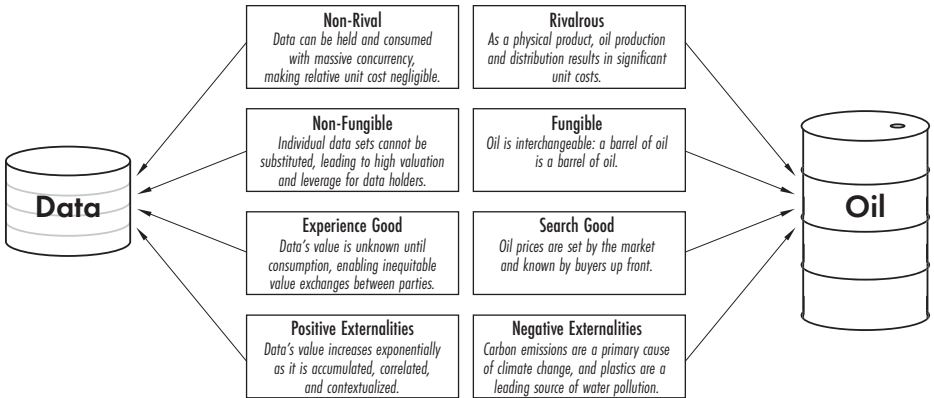 Non-Rival
Data can be held and consumed
with massive concurrency,
making relative unit cost negligible.
Rivalrous
As a physical product, oil production
and distribution results in significant
unit costs.
Non-Fungible
Individual data sets cannot be
substituted, leading to high valuation
and leverage for data holders.
Fungible
Oil is interchangeable: a barrel of oil
is a barrel of oil.
Data
Oil
Experience Good
Data's value is unknown until
consumption, enabling inequitable
value exchanges between parties.
Search Good
Oil prices are set by the market
and known by buyers up front.
Positive Externalities
Data's value increases exponentially
as it is accumulated, correlated,
and contextualized.
Negative Externalities
Carbon emissions are a primary cause
of climate change, and plastics are a
leading source of water pollution.